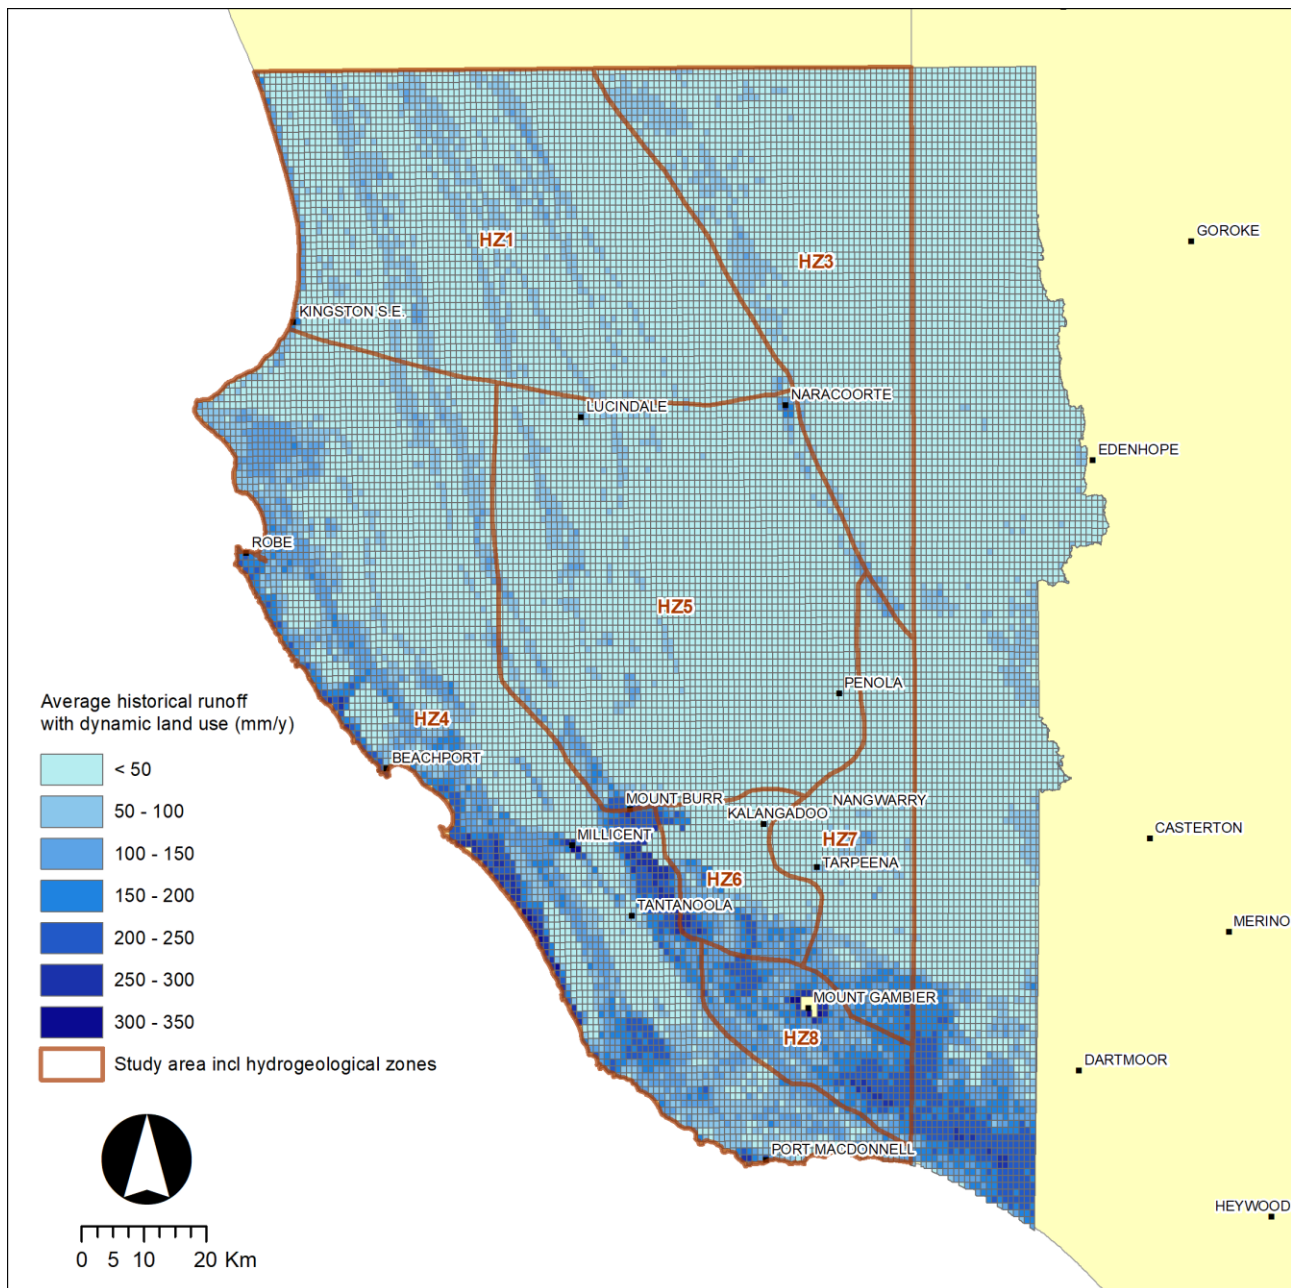 GOROKE
HZ1
HZ3
KINGSTON S.E.
NARACOORTE
LUCINDALE
EDENHOPE
ROBE
HZ5
PENOLA
Average historical runoff
with dynamic land use (mm/y)
HZ4
BEACHPORT
< 50
50 - 100
100 - 150
150 - 200
200 - 250
250 - 300
300 - 350
Study area incl hydrogeological zones
MOUNT BURR
NANGWARRY
KALANGADOO
CASTERTON
MILLICENT
HZ7
TARPEENA
HZ6
TANTANOOLA
MERINO
MOUNT GAMBIER
HZ8
DARTMOOR
PORT MACDONNELL
HEYWOOD
0 5 10 20 Km